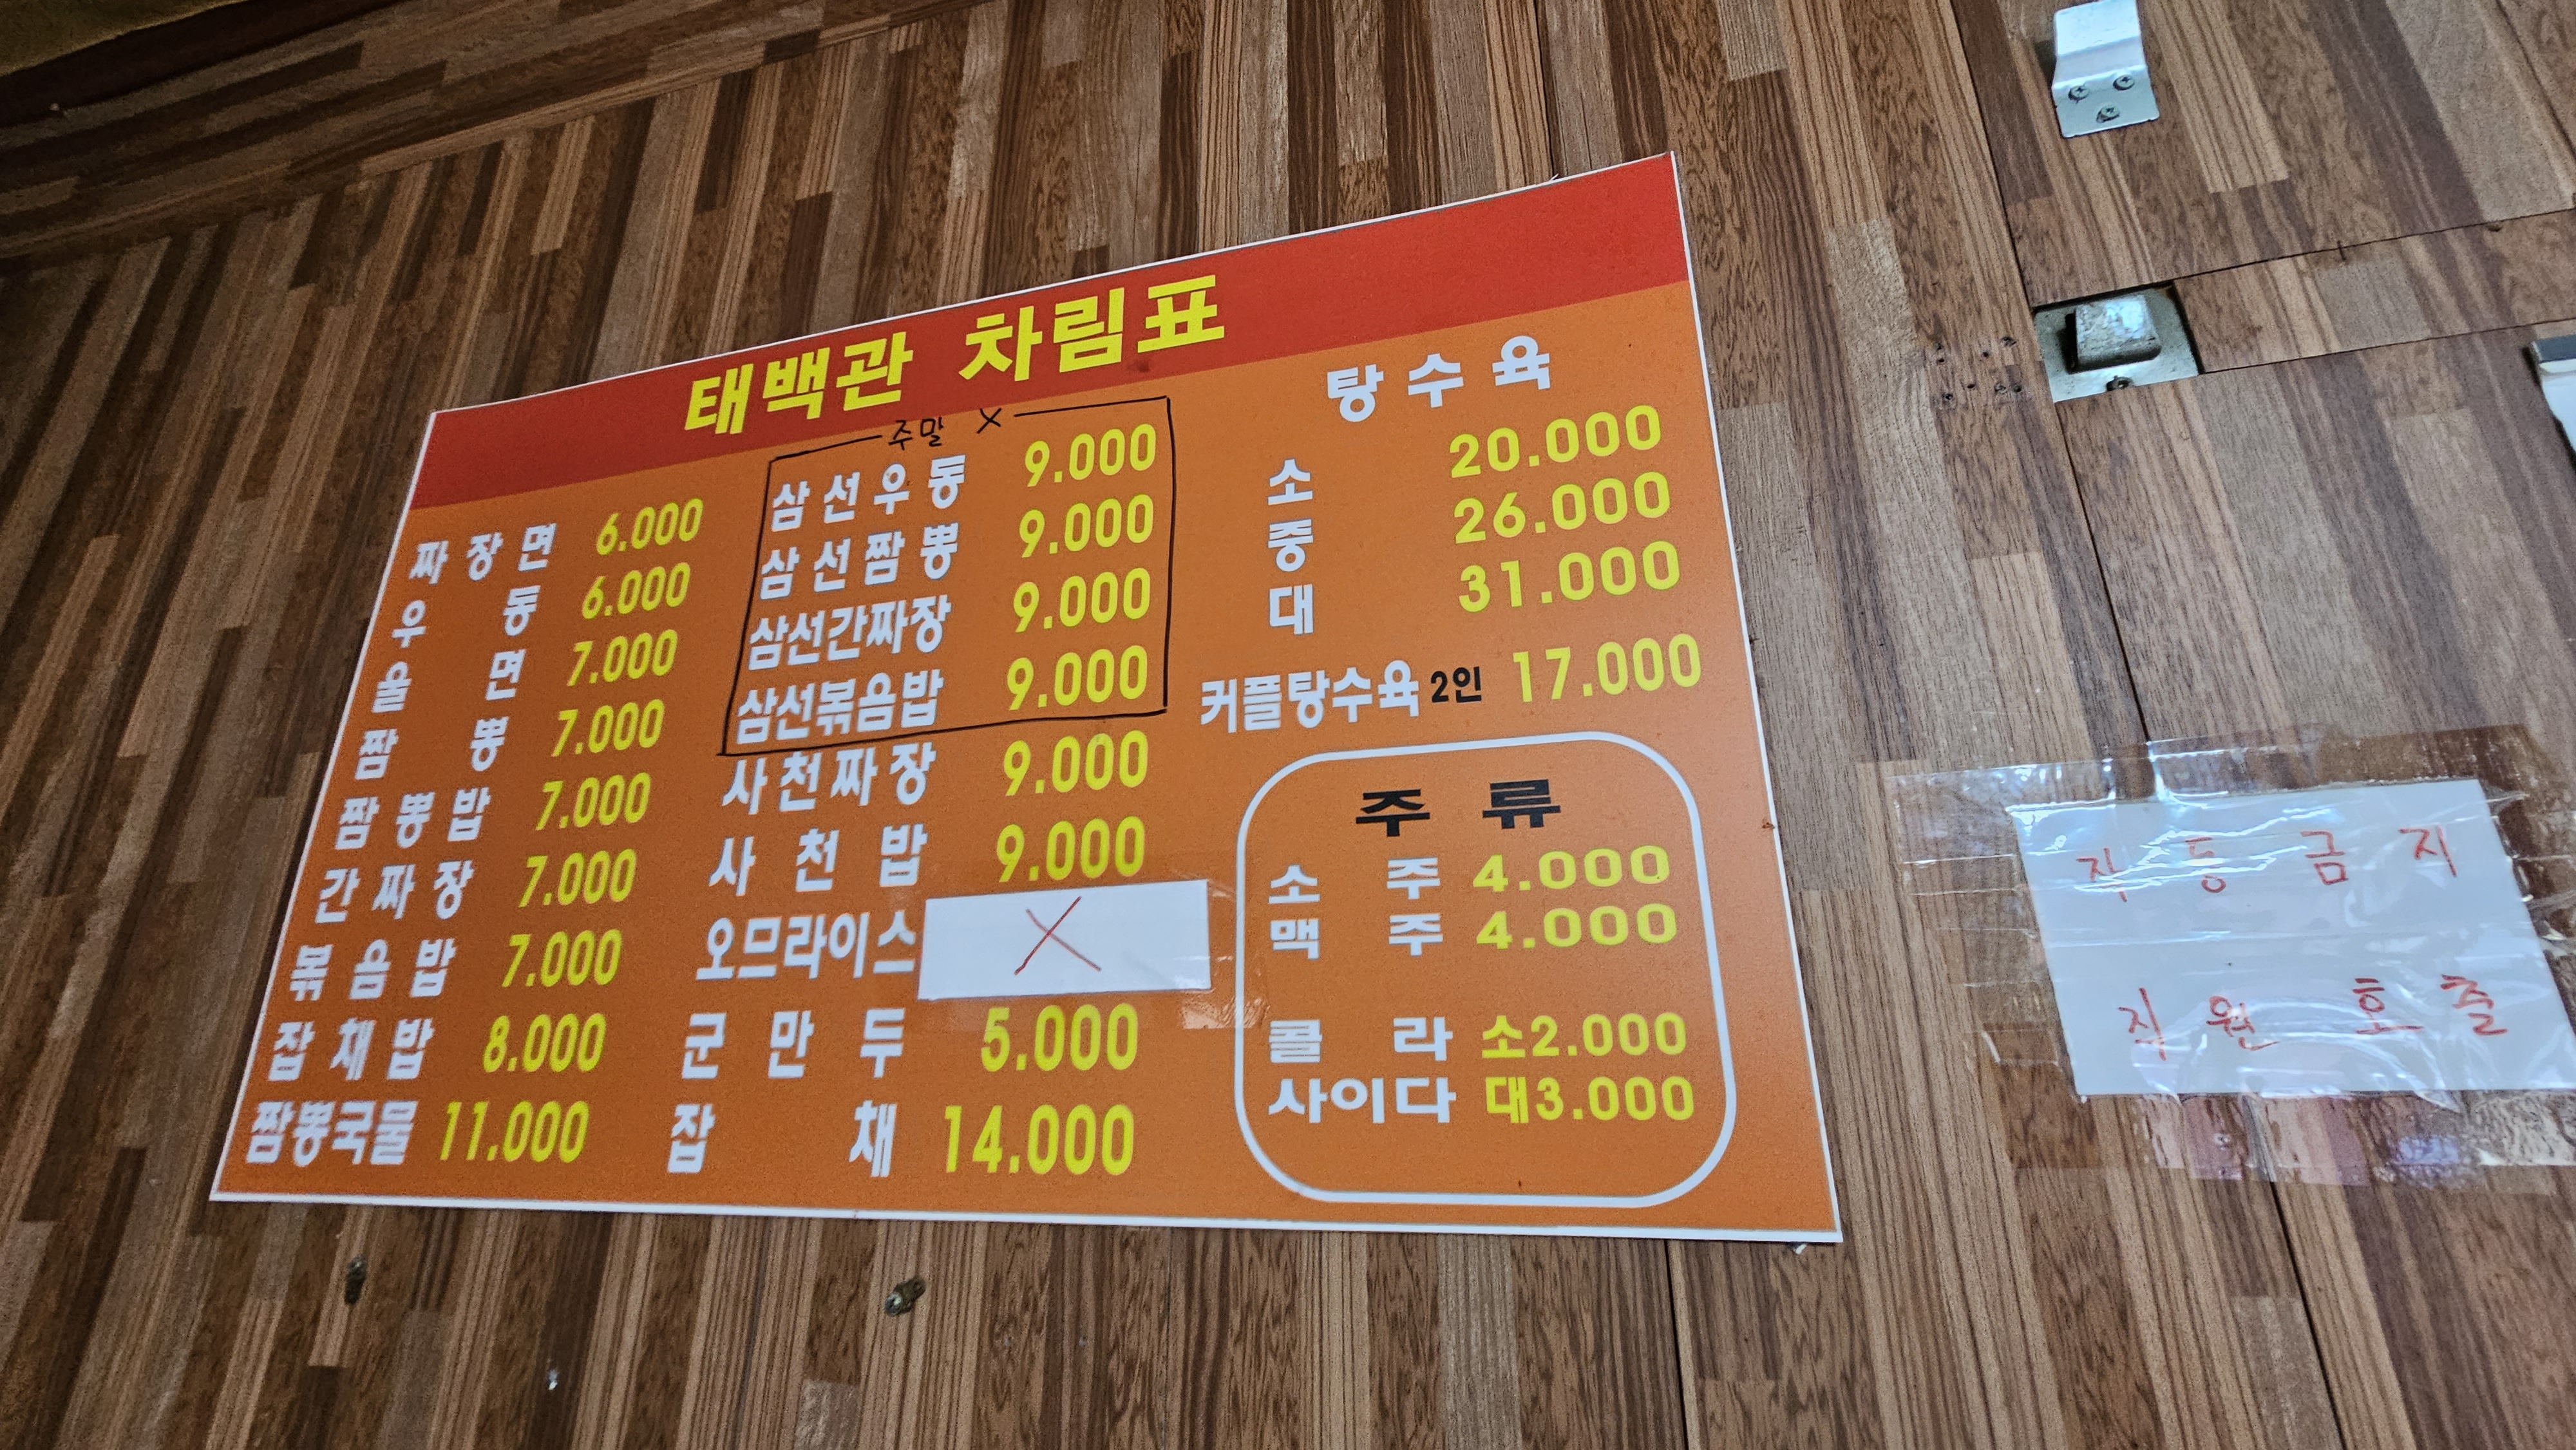 태백관 차림표
짜장면 6.000
우동 6.000
울면 7.000
짬뽕 7.000
짬뽕밥 7.000
간짜장 7.000
볶음밥 7.000
잡채밥 8.000
짬뽕국물 11.000
주말 X
삼선우동 9.000
삼선짬뽕 9.000
삼선간짜장 9.000
삼선볶음밥 9.000
사천짜장 9.000
사천밥 9.000
오므라이스 X
군만두 5.000
잡채 14.000
탕수육
소 20.000
중 26.000
대 31.000
커플탕수육 2인 17.000
주류
소주 4.000
맥주 4.000
콜라 소2.000
사이다 대3.000
작동금지
직원 호출